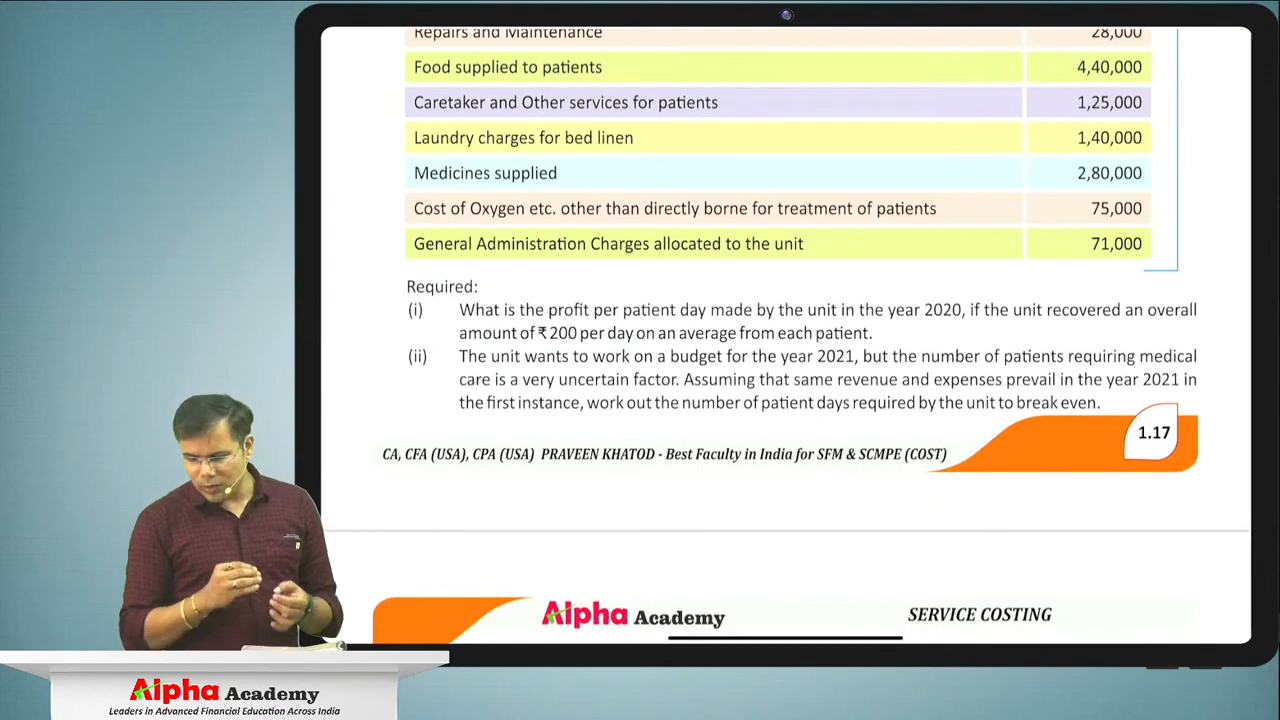 Repairs and Maintenance 28,000
Food supplied to patients 4,40,000
Caretaker and Other services for patients 1,25,000
Laundry charges for bed linen 1,40,000
Medicines supplied 2,80,000
Cost of Oxygen etc. other than directly borne for treatment of patients 75,000
General Administration Charges allocated to the unit 71,000
Required:
(i) What is the profit per patient day made by the unit in the year 2020, if the unit recovered an overall
amount of ₹ 200 per day on an average from each patient.
(ii) The unit wants to work on a budget for the year 2021, but the number of patients requiring medical
care is a very uncertain factor. Assuming that same revenue and expenses prevail in the year 2021 in
the first instance, work out the number of patient days required by the unit to break even.
1.17
CA, CFA (USA), CPA (USA) PRAVEEN KHATOD - Best Faculty in India for SFM & SCMPE (COST)
Alpha Academy
SERVICE COSTING
Alpha Academy
Leaders in Advanced Financial Education Across India